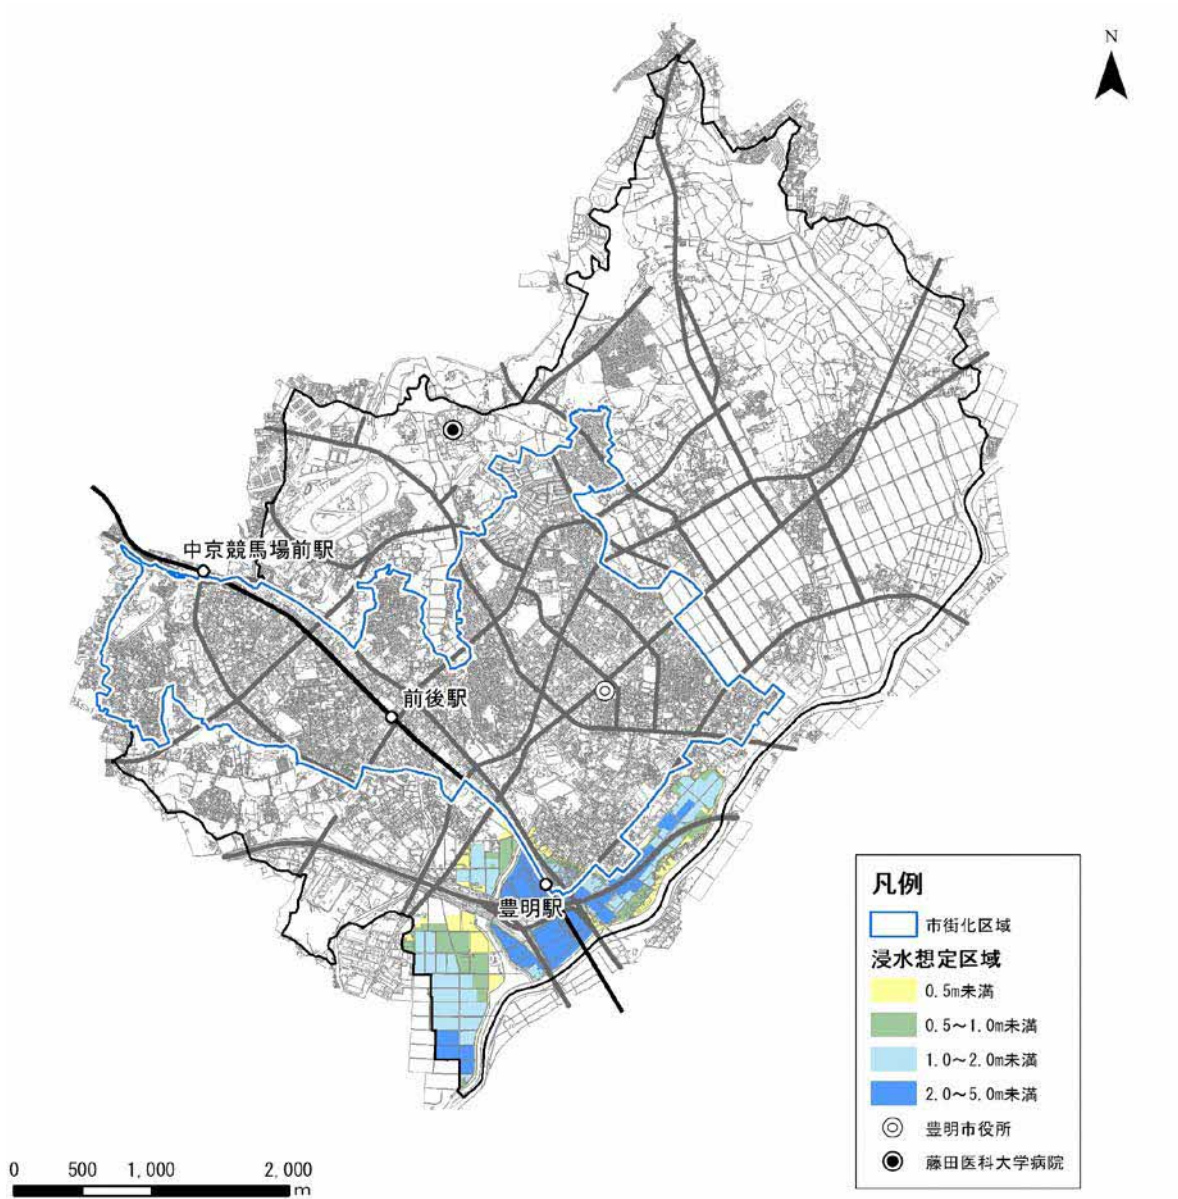 N
中京競馬場前駅
前後駅
豊明駅
凡例
市街化区域
浸水想定区域
0.5m未満
0.5～1.0m未満
1.0～2.0m未満
2.0～5.0m未満
豊明市役所
藤田医科大学病院
0 500 1,000 2,000
m